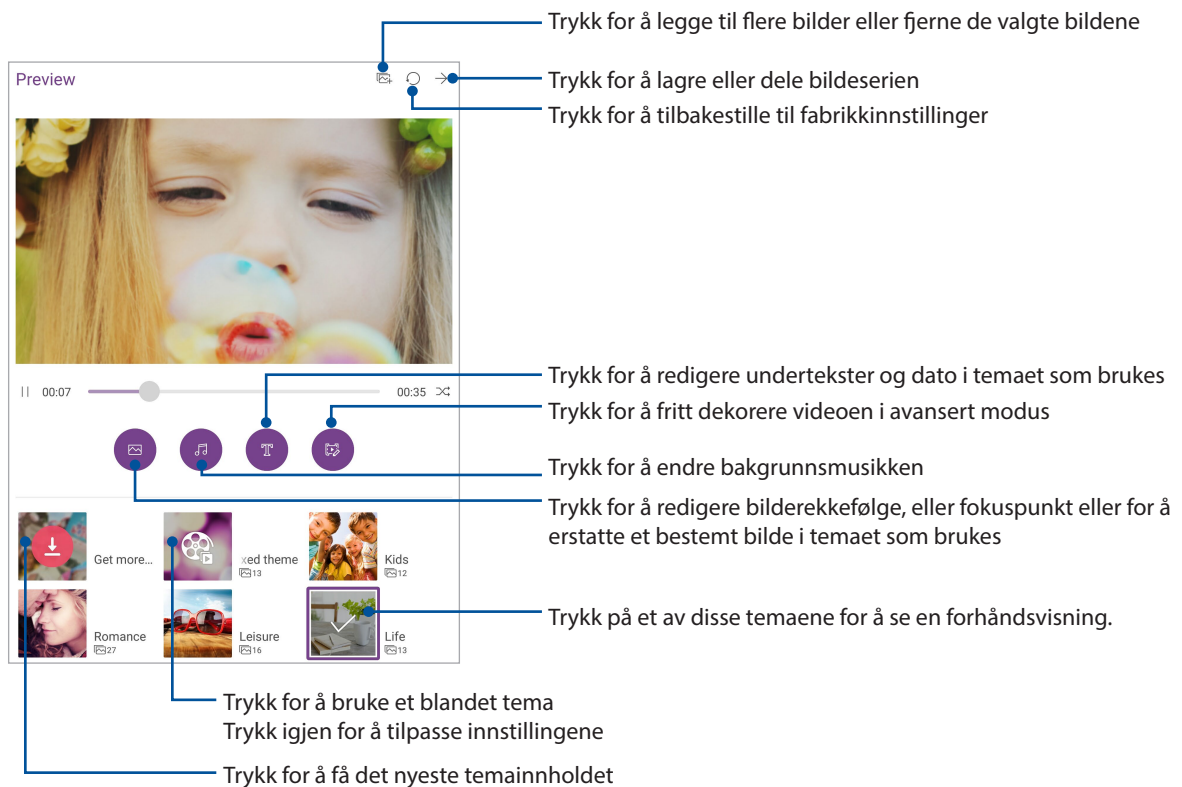 Trykk for å legge til flere bilder eller fjerne de valgte bildene
Preview
Trykk for å lagre eller dele bildeserien
Trykk for å tilbakestille til fabrikkinnstillinger
00:07
00:35
Trykk for å redigere undertekster og dato i temaet som brukes
Trykk for å fritt dekorere videoen i avansert modus
T
Trykk for å endre bakgrunnsmusikken
Trykk for å redigere bilderekkefølge, eller fokuspunkt eller for å
erstatte et bestemt bilde i temaet som brukes
Get more...
xed theme
13
Kids
12
Trykk på et av disse temaene for å se en forhåndsvisning.
Romance
27
Leisure
16
Life
13
Trykk for å bruke et blandet tema
Trykk igjen for å tilpasse innstillingene
Trykk for å få det nyeste temainnholdet